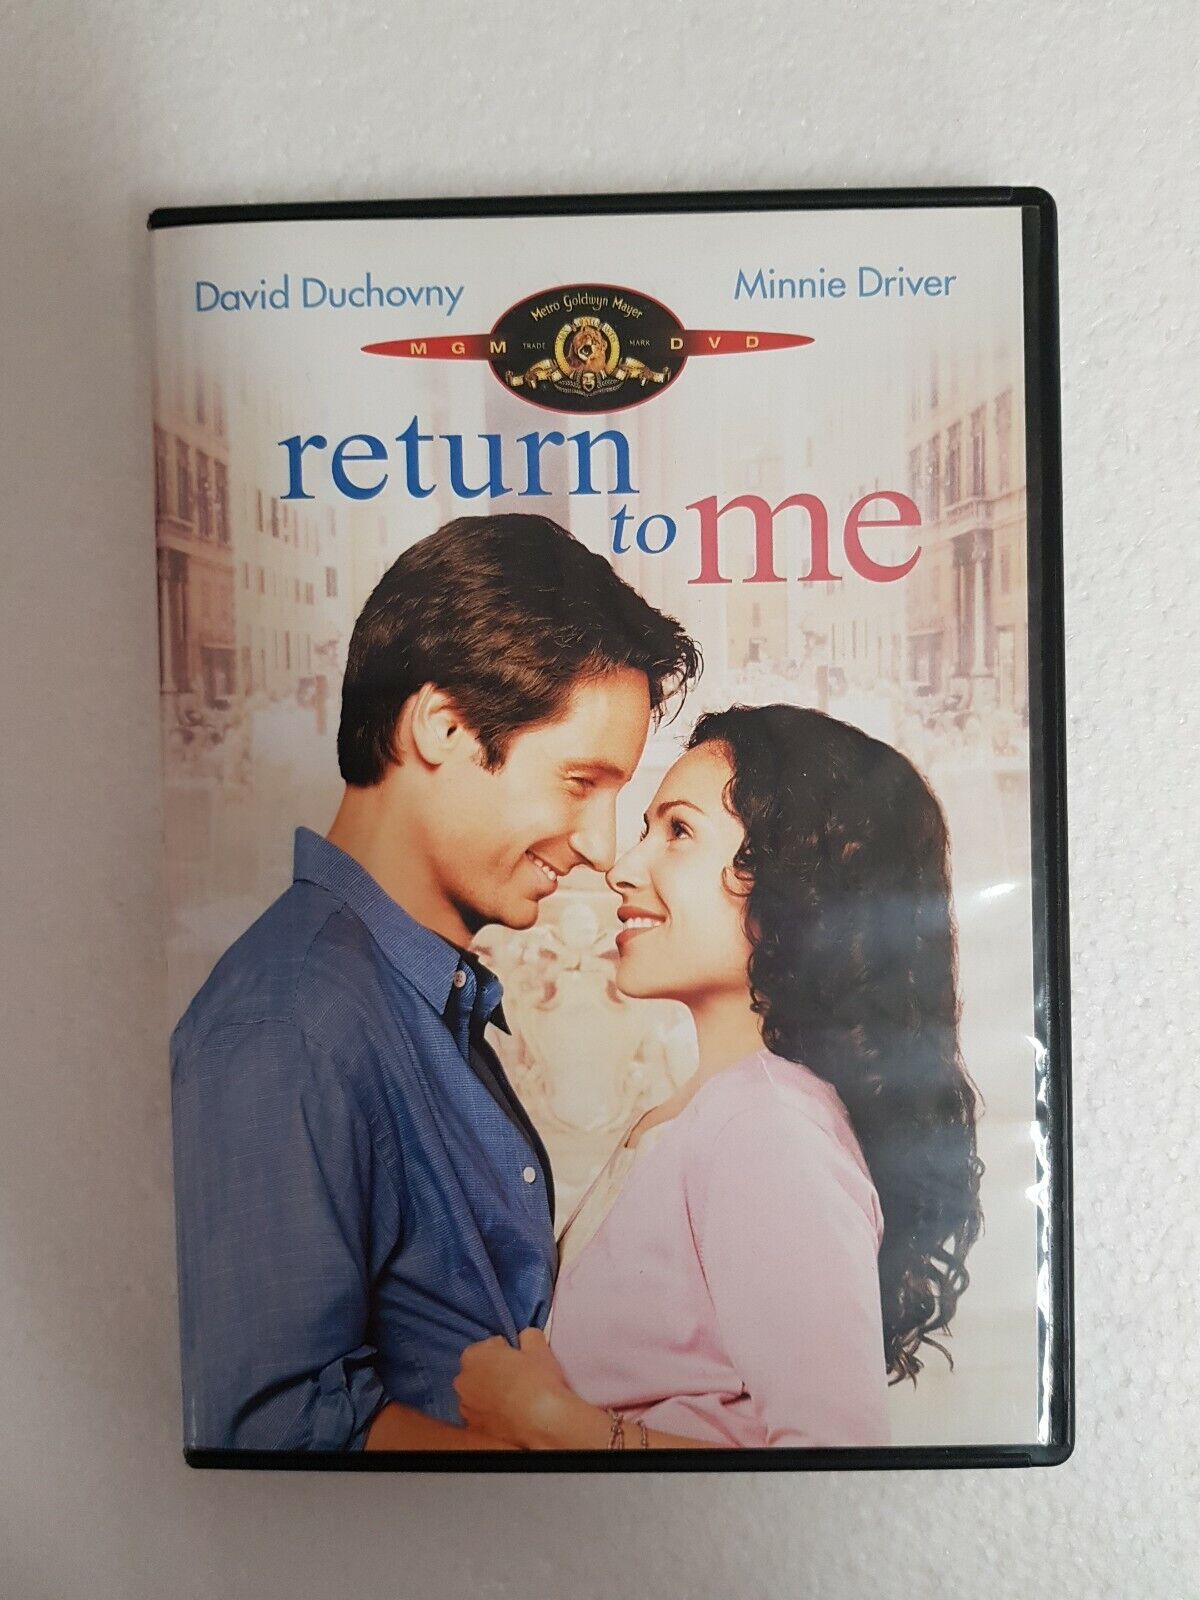 David Duchovny
Minnie Driver
Metro Goldwyn Mayer
MGM TRADE MARK DVD
return
to me